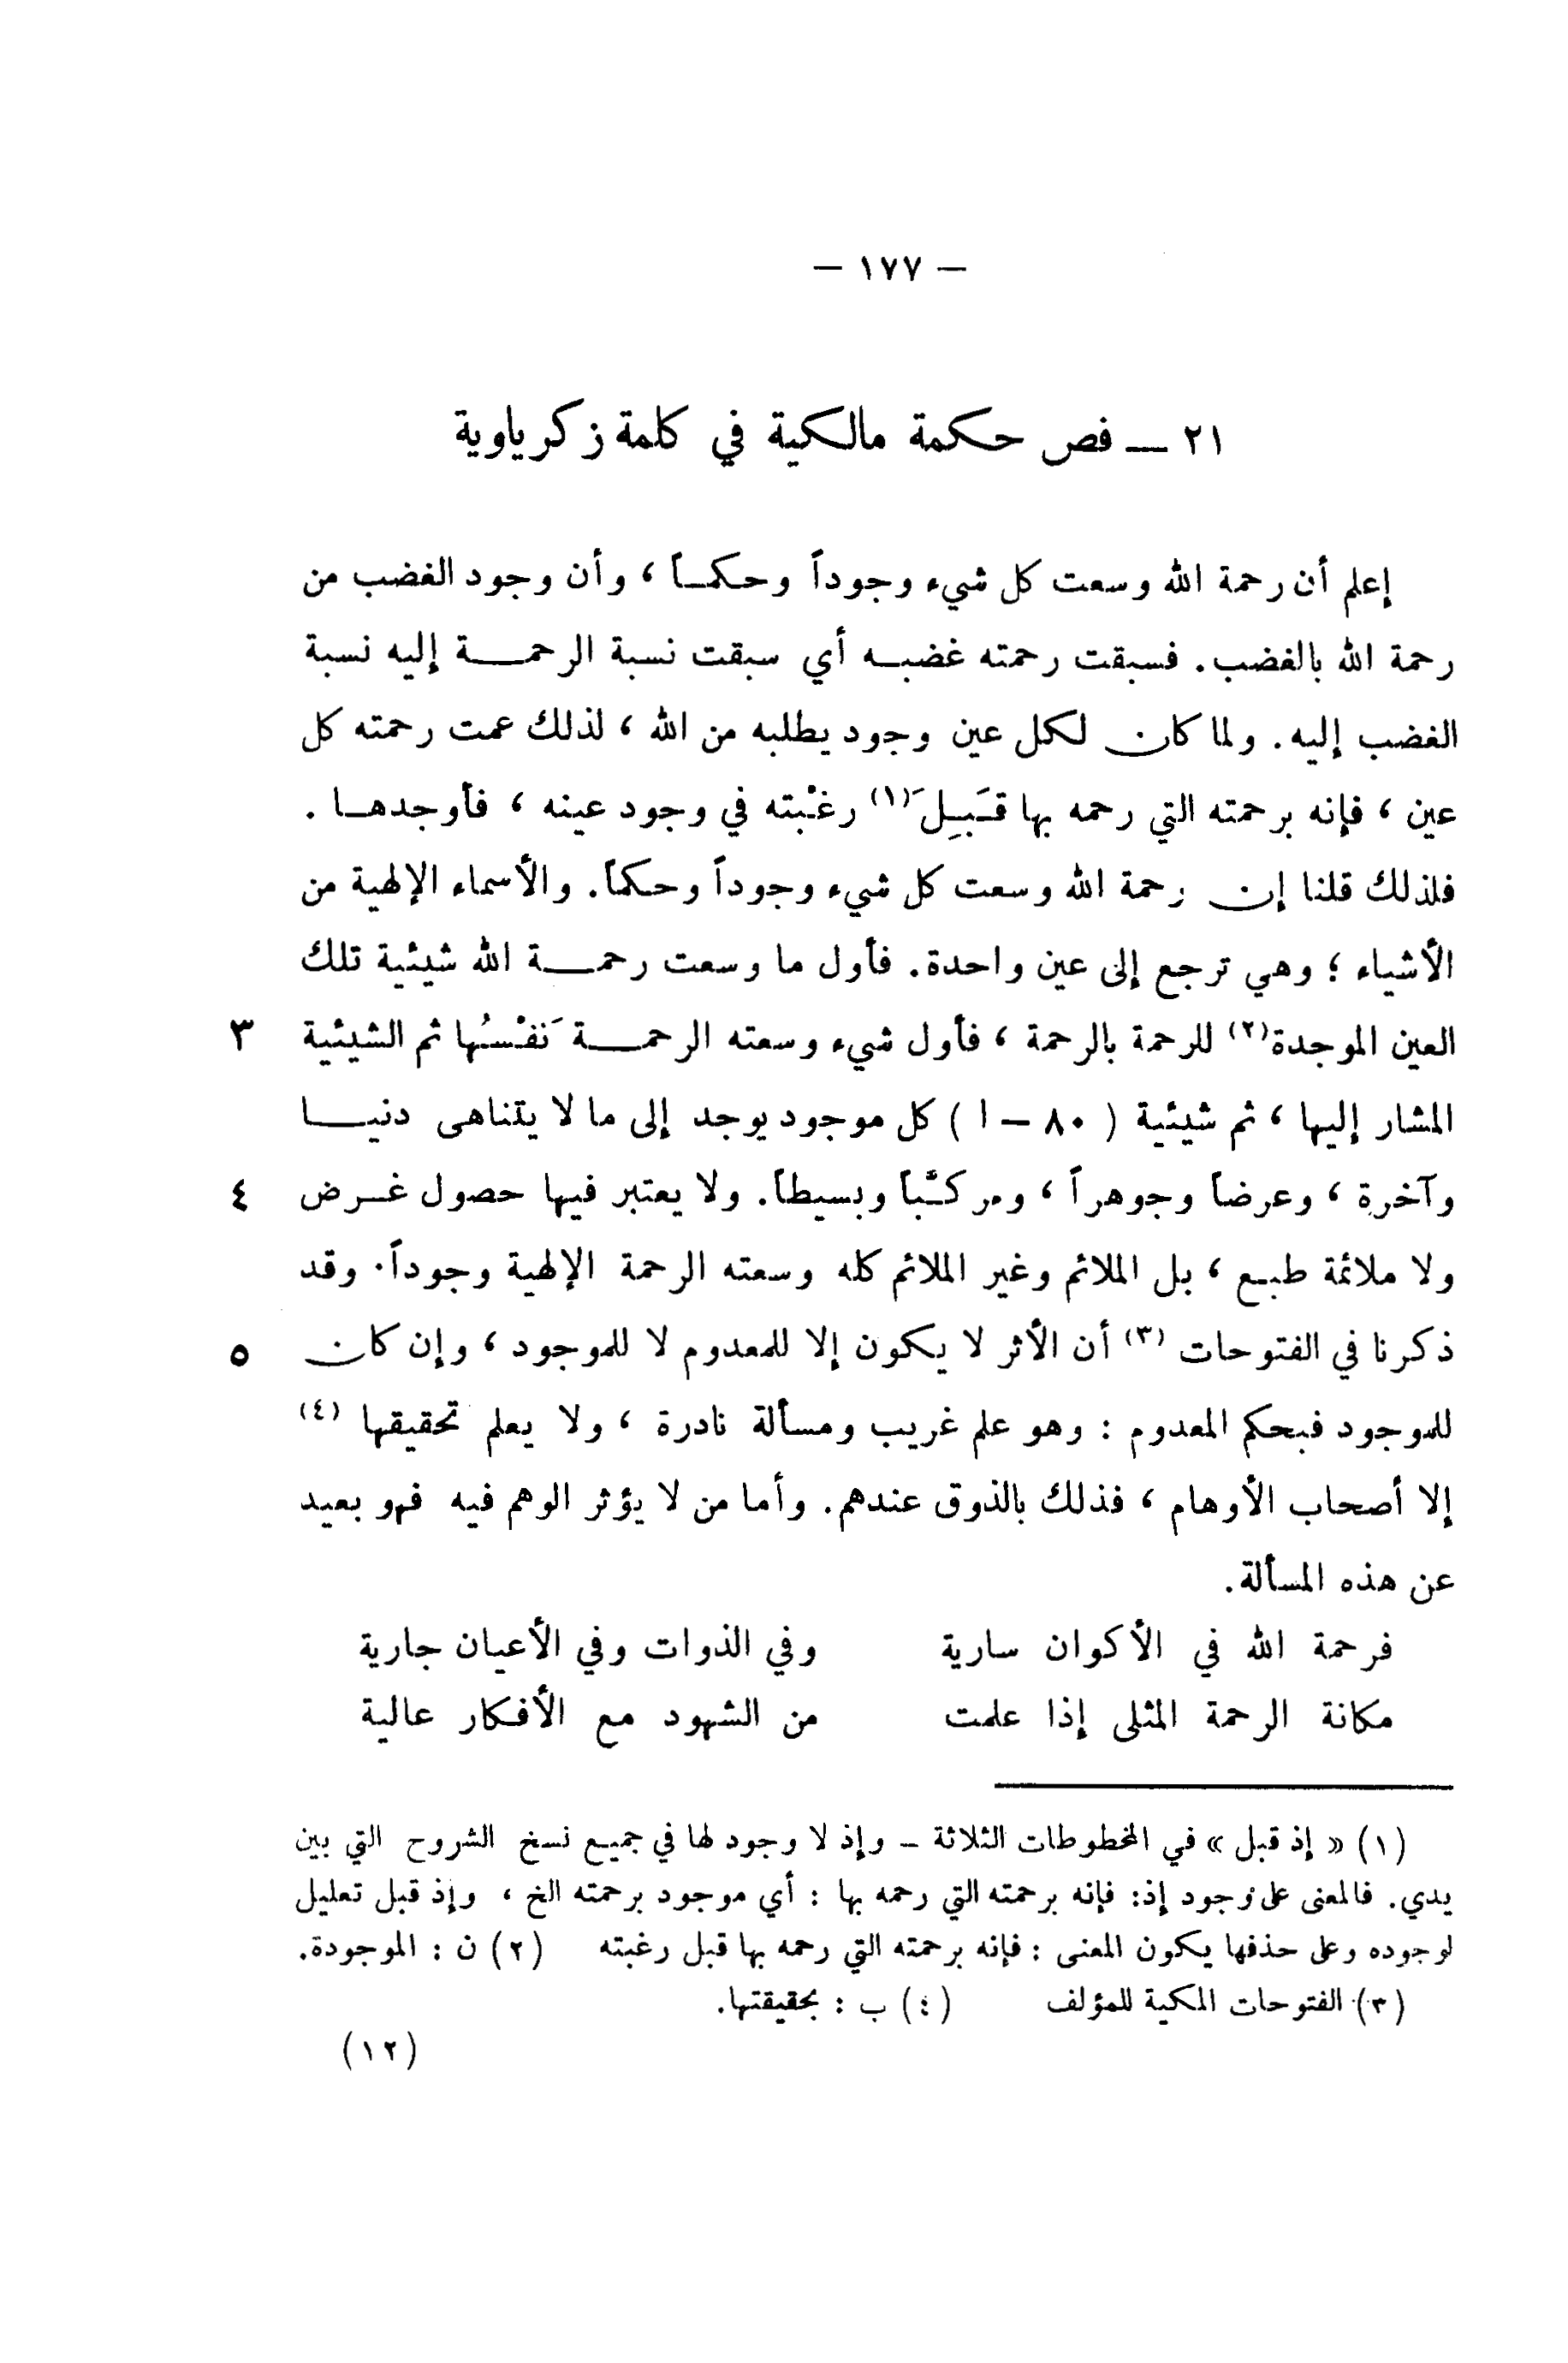 — ١٧٧ —
٢١ — فص حكمة مالكية في كلمة زكرياوية
إعلم أن رحمة الله وسعت كل شيء وجوداً وحكمـاً ، وأن وجود الغضب من
رحمة الله بالغضب. فسبقت رحمته غضبـه أي سبقت نسبة الرحمـــة إليه نسبة
الغضب إليه. ولما كان لكل عين وجود يطلبه من الله ، لذلك عمت رحمته كل
عين ، فإنه برحمته التي رحمه بها قَبِلَ(١) رغْبته في وجود عينه ، فأوجدهـا .
فلذلك قلنا إن رحمة الله وسعت كل شيء وجوداً وحكماً. والأسماء الإلهية من
الأشياء ؛ وهي ترجع إلى عين واحدة. فأول ما وسعت رحمـــة الله شيئية تلك
العين الموجدة(٢) للرحمة بالرحمة ، فأول شيء وسعته الرحمـــة نَفْسُها ثم الشيئية ٣
المشار إليها ، ثم شيئية ( ٨٠ – ا ) كل موجود يوجد إلى ما لا يتناهى دنيـــا
وآخرة ، وعرضاً وجوهراً ، ومركّباً وبسيطاً. ولا يعتبر فيها حصول غـرض ٤
ولا ملائمة طبـع ، بل الملائم وغير الملائم كله وسعته الرحمة الإلهية وجوداً. وقد
ذكرنا في الفتوحات (٣) أن الأثر لا يكون إلا للمعدوم لا للموجود ، وإن كان ٥
للموجود فبحكم المعدوم : وهو علم غريب ومسألة نادرة ، ولا يعلم تحقيقها (٤)
إلا أصحاب الأوهام ، فذلك بالذوق عندهم. وأما من لا يؤثر الوهم فيه فهو بعيد
عن هذه المسألة.
فرحمة الله في الأكوان سارية وفي الذوات وفي الأعيان جارية
مكانة الرحمة المثلى إذا علمت من الشهود مع الأفكار عالية
(١) « إذ قبل » في المخطوطات الثلاثة – وإذ لا وجود لها في جميع نسخ الشروح التي بين
يدي. فالمعنى على وجود إذ: فإنه برحمته التي رحمه بها : أي موجود برحمته الخ ، وإذ قبل تعليل
لوجوده وعلى حذفها يكون المعنى : فإنه برحمته التي رحمه بها قبل رغبته (٢) ن : الموجودة.
(٣) الفتوحات المكية للمؤلف (٤) ب : بحقيقتها.
(١٢)